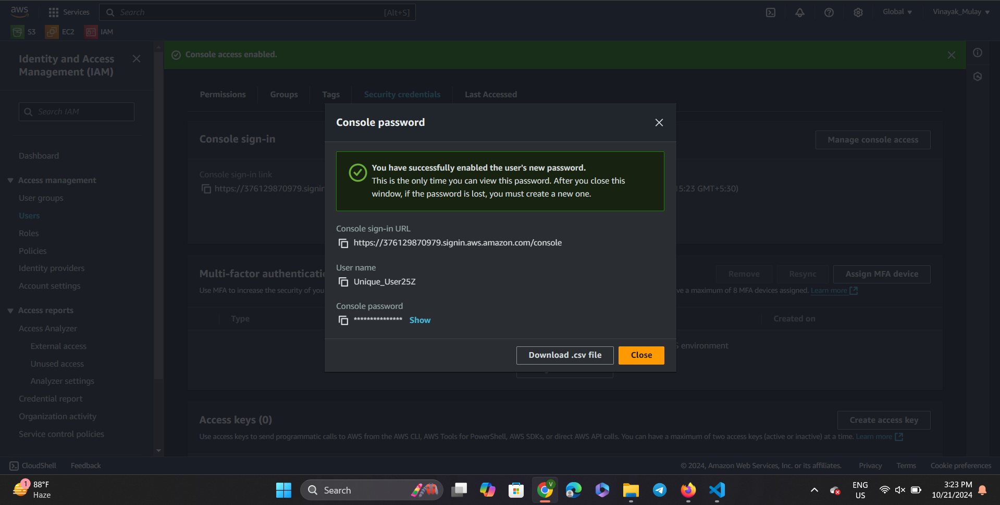 aws
Services
Search
[Alt+S]
Global
Vinayak_Mulay
S3
EC2
IAM
Identity and Access
Management (IAM)
Search IAM
Dashboard
Access management
User groups
Users
Roles
Policies
Identity providers
Account settings
Access reports
Access Analyzer
External access
Unused access
Analyzer settings
Credential report
Organization activity
Service control policies
Console access enabled.
Permissions
Groups
Tags
Security credentials
Last Accessed
Console sign-in
Manage console access
Console sign-in link
https://376129870979.signin
15:23 GMT+5:30)
Console password
You have successfully enabled the user's new password.
This is the only time you can view this password. After you close this
window, if the password is lost, you must create a new one.
Console sign-in URL
https://376129870979.signin.aws.amazon.com/console
User name
Unique_User25Z
Console password
*************** Show
Download .csv file
Close
Multi-factor authenticatio
Remove
Resync
Assign MFA device
Use MFA to increase the security of you
ve a maximum of 8 MFA devices assigned. Learn more
Type
Created on
S environment
Access keys (0)
Create access key
Use access keys to send programmatic calls to AWS from the AWS CLI, AWS Tools for PowerShell, AWS SDKs, or direct AWS API calls. You can have a maximum of two access keys (active or inactive) at a time. Learn more
CloudShell
Feedback
© 2024, Amazon Web Services, Inc. or its affiliates.
Privacy
Terms
Cookie preferences
1
88°F
Haze
Search
V
ENG
US
3:23 PM
10/21/2024